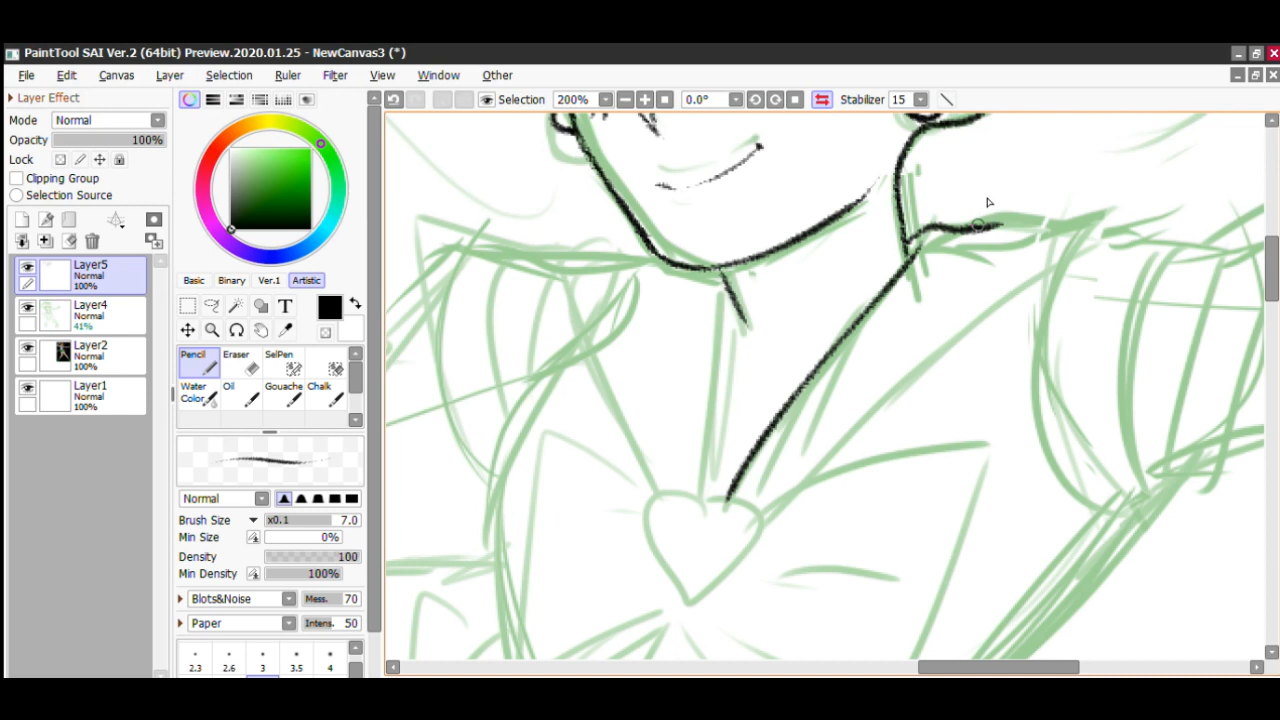 PaintTool SAI Ver.2 (64bit) Preview.2020.01.25 - NewCanvas3 (*)
File Edit Canvas Layer Selection Ruler Filter View Window Other
Layer Effect
Selection 200% 0.0° Stabilizer 15
Mode Normal
Opacity 100%
Lock
Clipping Group
Selection Source
Layer5
Normal
100%
Layer4
Normal
41%
Layer2
Normal
100%
Layer1
Normal
100%
Basic Binary Ver.1 Artistic
T
Pencil Eraser SelPen
Water Color Oil Gouache Chalk
Normal
Brush Size x0.1 7.0
Min Size 0%
Density 100
Min Density 100%
Blots&Noise Mess. 70
Paper Intens. 50
2.3 2.6 3 3.5 4